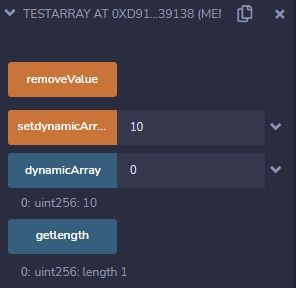 TESTARRAY AT 0XD91...39138 (MEI
removeValue
setdynamicArr... 10
dynamicArray 0
0: uint256: 10
getlength
0: uint256: length 1